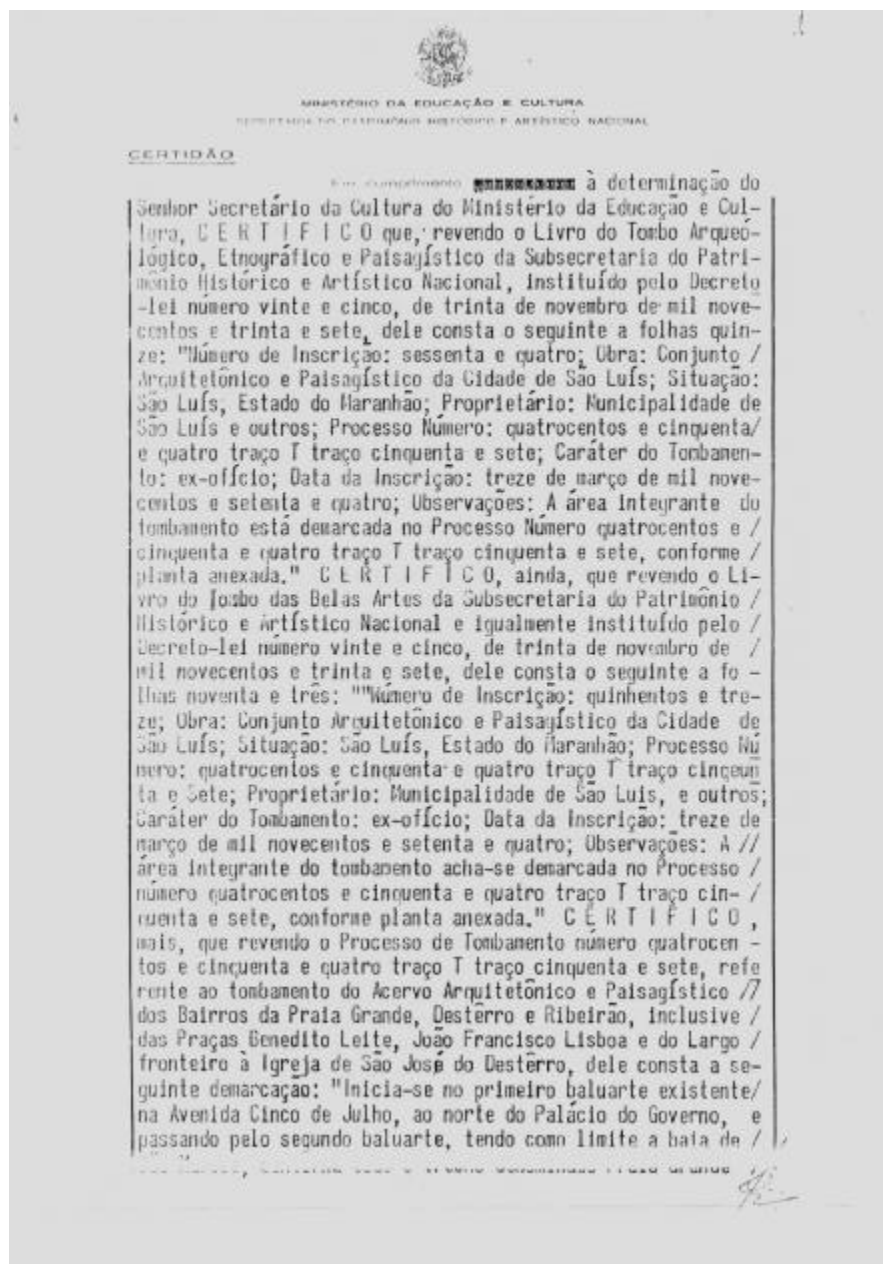 MINISTÉRIO DA EDUCAÇÃO E CULTURA
SECRETARIA DO PATRIMÔNIO HISTÓRICO E ARTÍSTICO NACIONAL
CERTIDÃO
Em cumprimento à determinação do
Senhor Secretário da Cultura do Ministério da Educação e Cul-
tura, C E R T I F I C O que, revendo o Livro do Tombo Arqueo-
lógico, Etnográfico e Paisagístico da Subsecretaria do Patri-
mônio Histórico e Artístico Nacional, instituído pelo Decreto
-lei número vinte e cinco, de trinta de novembro de mil nove-
centos e trinta e sete, dele consta o seguinte a folhas quin-
ze: "Número de Inscrição: sessenta e quatro; Obra: Conjunto /
Arquitetônico e Paisagístico da Cidade de São Luís; Situação:
São Luís, Estado do Maranhão; Proprietário: Municipalidade de
São Luís e outros; Processo Número: quatrocentos e cinquenta/
e quatro traço T traço cinquenta e sete; Caráter do Tombamen-
to: ex-ofício; Data da Inscrição: treze de março de mil nove-
centos e setenta e quatro; Observações: A área integrante do
tombamento está demarcada no Processo Número quatrocentos e /
cinquenta e quatro traço T traço cinquenta e sete, conforme /
planta anexada." C E R T I F I C O, ainda, que revendo o Li-
vro do Tombo das Belas Artes da Subsecretaria do Patrimônio /
Histórico e Artístico Nacional e igualmente instituído pelo /
Decreto-lei número vinte e cinco, de trinta de novembro de /
mil novecentos e trinta e sete, dele consta o seguinte a fo -
lhas noventa e três: ""Número de Inscrição: quinhentos e tre-
ze; Obra: Conjunto Arquitetônico e Paisagístico da Cidade de
São Luís; Situação: São Luís, Estado do Maranhão; Processo Nú
mero: quatrocentos e cinquenta e quatro traço T traço cinqeun
ta e Sete; Proprietário: Municipalidade de São Luis, e outros;
Caráter do Tombamento: ex-ofício; Data da Inscrição: treze de
março de mil novecentos e setenta e quatro; Observações: A //
área integrante do tombamento acha-se demarcada no Processo /
número quatrocentos e cinquenta e quatro traço T traço cin- /
quenta e sete, conforme planta anexada." C E R T I F I C O ,
mais, que revendo o Processo de Tombamento número quatrocen -
tos e cinquenta e quatro traço T traço cinquenta e sete, refe
rente ao tombamento do Acervo Arquitetônico e Paisagístico //
dos Bairros da Praia Grande, Destêrro e Ribeirão, inclusive /
das Praças Benedito Leite, João Francisco Lisboa e do Largo /
fronteiro à Igreja de São José do Destêrro, dele consta a se-
guinte demarcação: "Inicia-se no primeiro baluarte existente/
na Avenida Cinco de Julho, ao norte do Palácio do Governo, e
passando pelo segundo baluarte, tendo como limite a baia de /